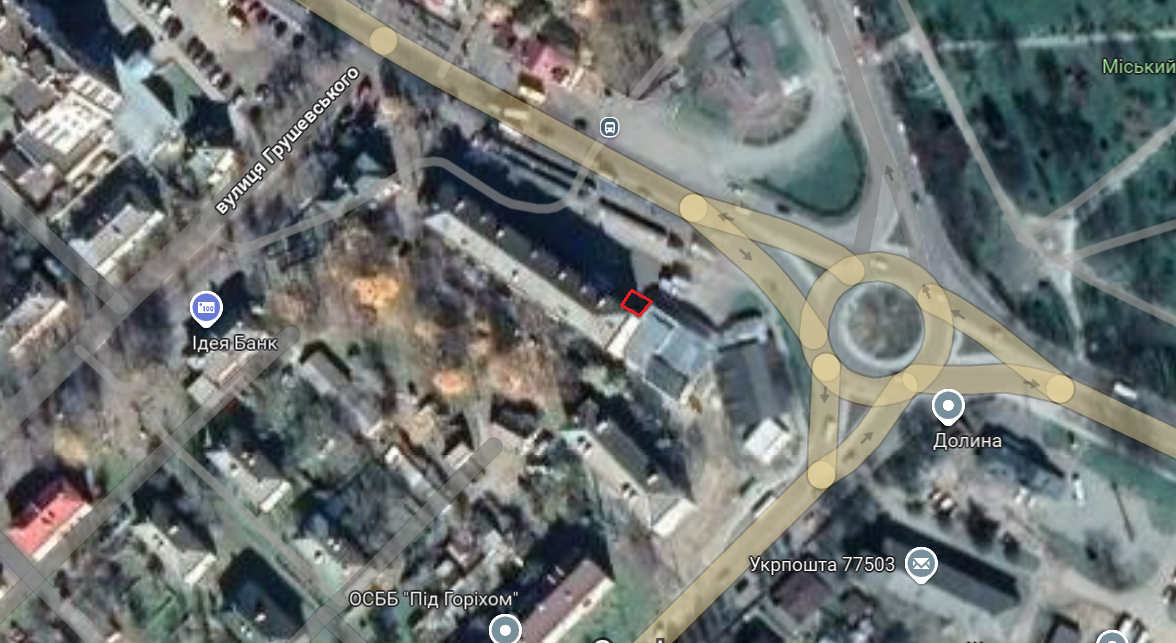 Міський
вулиця Грушевського
Ідея Банк
Долина
Укрпошта 77503
ОСББ "Під Горіхом"